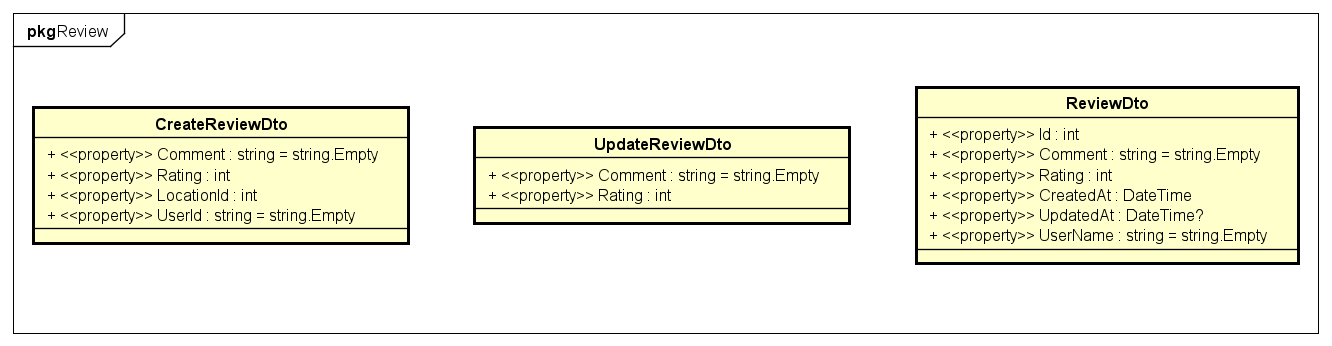 pkgReview
CreateReviewDto
+ <<property>> Comment : string = string.Empty
+ <<property>> Rating : int
+ <<property>> LocationId : int
+ <<property>> UserId : string = string.Empty
UpdateReviewDto
+ <<property>> Comment : string = string.Empty
+ <<property>> Rating : int
ReviewDto
+ <<property>> Id : int
+ <<property>> Comment : string = string.Empty
+ <<property>> Rating : int
+ <<property>> CreatedAt : DateTime
+ <<property>> UpdatedAt : DateTime?
+ <<property>> UserName : string = string.Empty